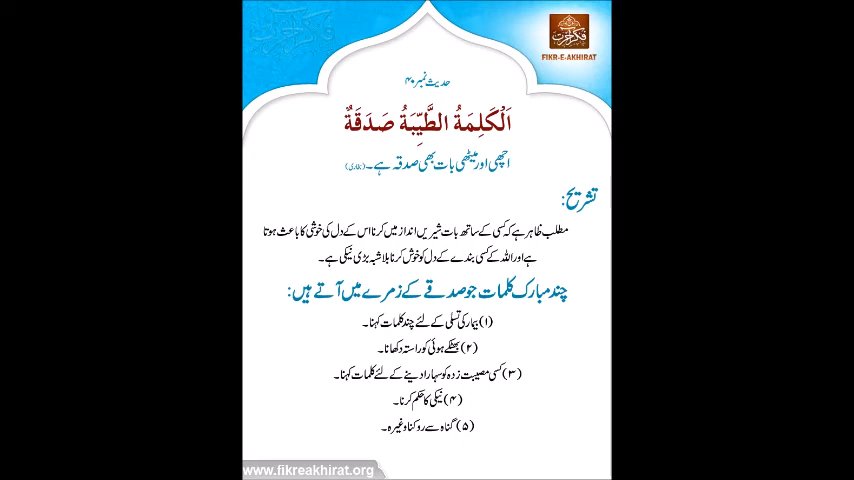 فکر آخرت
FIKR-E-AKHIRAT
حدیث نمبر ۴۰
اَلْکَلِمَةُ الطَّیِّبَةُ صَدَقَةٌ
اچھی اور میٹھی بات بھی صدقہ ہے۔ (بخاری)
تشریح:
مطلب ظاہر ہے کہ کسی کے ساتھ بات شیریں انداز میں کرنا اس کے دل کی خوشی کا باعث ہوتا
ہے اور اللہ کے کسی بندے کے دل کو خوش کرنا بلاشبہ بڑی نیکی ہے۔
چند مبارک کلمات جو صدقے کے زمرے میں آتے ہیں:
(۱) بیمار کی تسلی کے لئے چند کلمات کہنا۔
(۲) بھٹکے ہوئی کو راستہ دکھانا۔
(۳) کسی مصیبت زدہ کو سہارا دینے کے لئے کلمات کہنا۔
(۴) نیکی کا حکم کرنا۔
(۵) گناہ سے روکنا وغیرہ۔
www.fikreakhirat.org